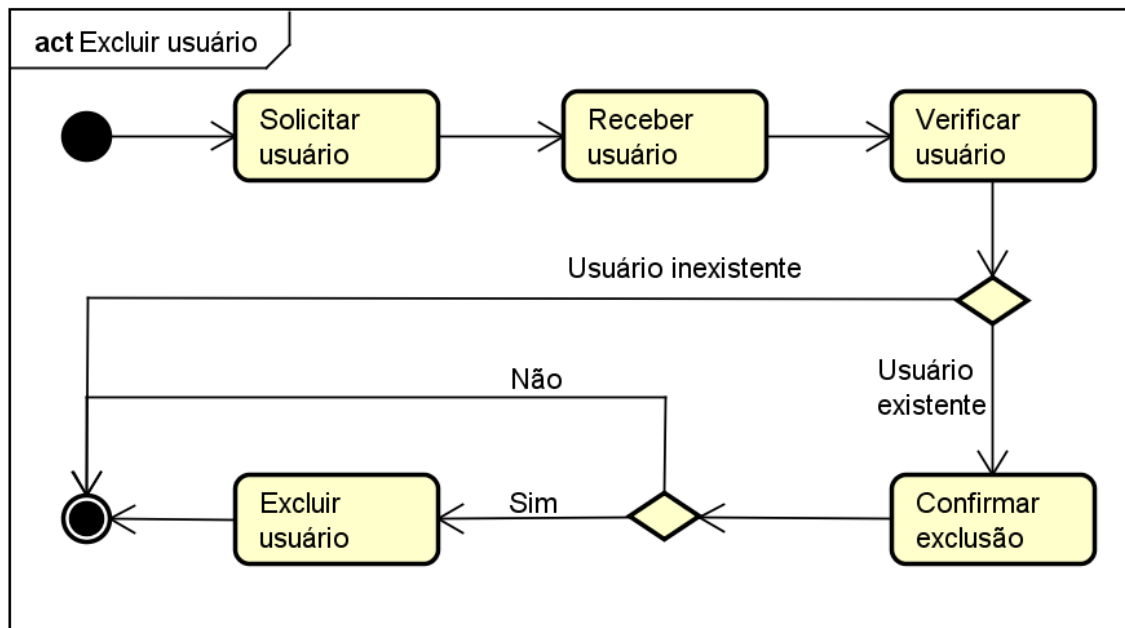 act Excluir usuário
Solicitar
usuário
Receber
usuário
Verificar
usuário
Usuário inexistente
Usuário
existente
Não
Excluir
usuário
Sim
Confirmar
exclusão